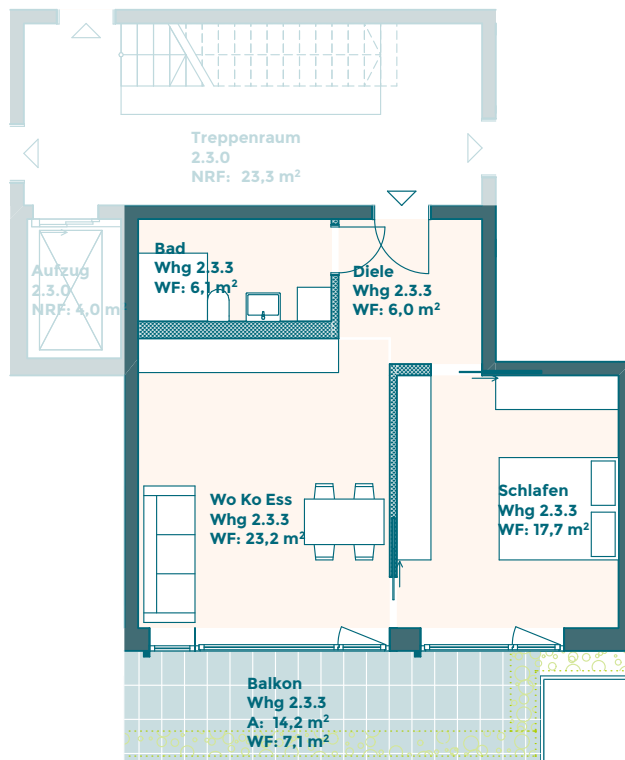 Treppenraum
2.3.0
NRF: 23,3 m²
Bad
Whg 2.3.3
WF: 6,1 m²
Diele
Whg 2.3.3
WF: 6,0 m²
Aufzug
2.3.0
NRF: 4,0 m²
Wo Ko Ess
Whg 2.3.3
WF: 23,2 m²
Schlafen
Whg 2.3.3
WF: 17,7 m²
Balkon
Whg 2.3.3
A: 14,2 m²
WF: 7,1 m²